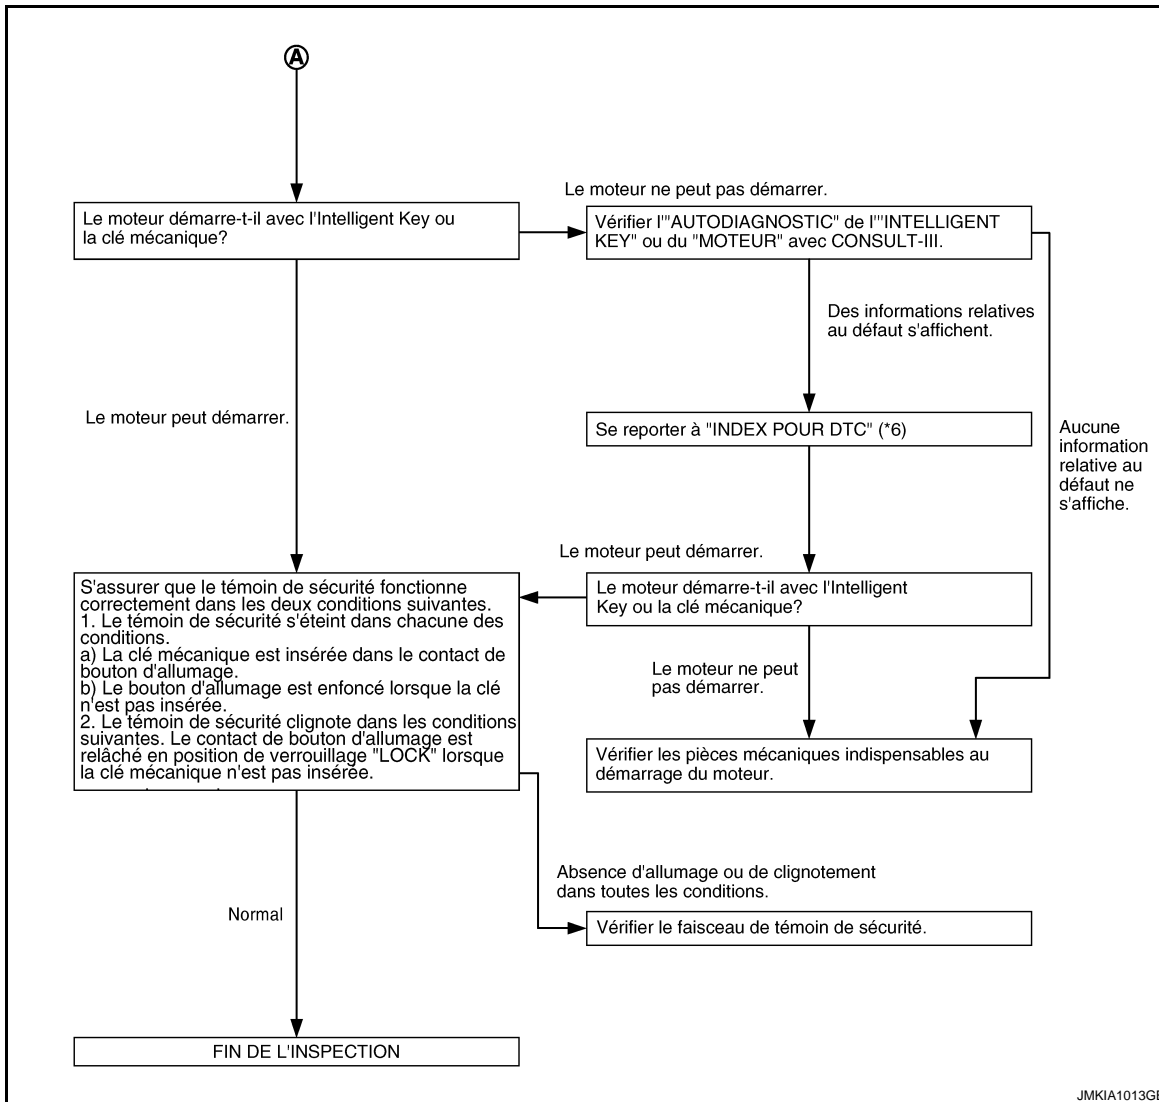 A
Le moteur ne peut pas démarrer.
Le moteur démarre-t-il avec l'Intelligent Key ou
la clé mécanique?
Vérifier l'"AUTODIAGNOSTIC" de l'"INTELLIGENT
KEY" ou du "MOTEUR" avec CONSULT-III.
Des informations relatives
au défaut s'affichent.
Le moteur peut démarrer.
Se reporter à "INDEX POUR DTC" (*6)
Aucune
information
relative au
défaut ne
s'affiche.
Le moteur peut démarrer.
S'assurer que le témoin de sécurité fonctionne
correctement dans les deux conditions suivantes.
1. Le témoin de sécurité s'éteint dans chacune des
conditions.
a) La clé mécanique est insérée dans le contact de
bouton d'allumage.
b) Le bouton d'allumage est enfoncé lorsque la clé
n'est pas insérée.
2. Le témoin de sécurité clignote dans les conditions
suivantes. Le contact de bouton d'allumage est
relâché en position de verrouillage "LOCK" lorsque
la clé mécanique n'est pas insérée.
Le moteur démarre-t-il avec l'Intelligent
Key ou la clé mécanique?
Le moteur ne peut
pas démarrer.
Vérifier les pièces mécaniques indispensables au
démarrage du moteur.
Absence d'allumage ou de clignotement
dans toutes les conditions.
Normal
Vérifier le faisceau de témoin de sécurité.
FIN DE L'INSPECTION
JMKIA1013GB